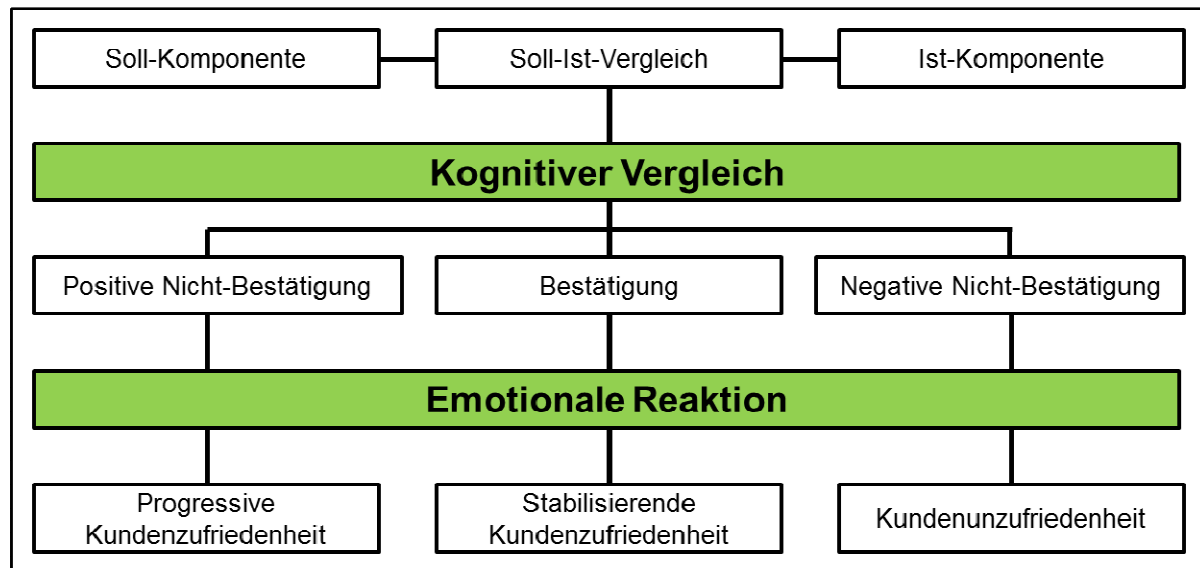 Soll-Komponente
Soll-Ist-Vergleich
Ist-Komponente
Kognitiver Vergleich
Positive Nicht-Bestätigung
Bestätigung
Negative Nicht-Bestätigung
Emotionale Reaktion
Progressive
Kundenzufriedenheit
Stabilisierende
Kundenzufriedenheit
Kundenunzufriedenheit